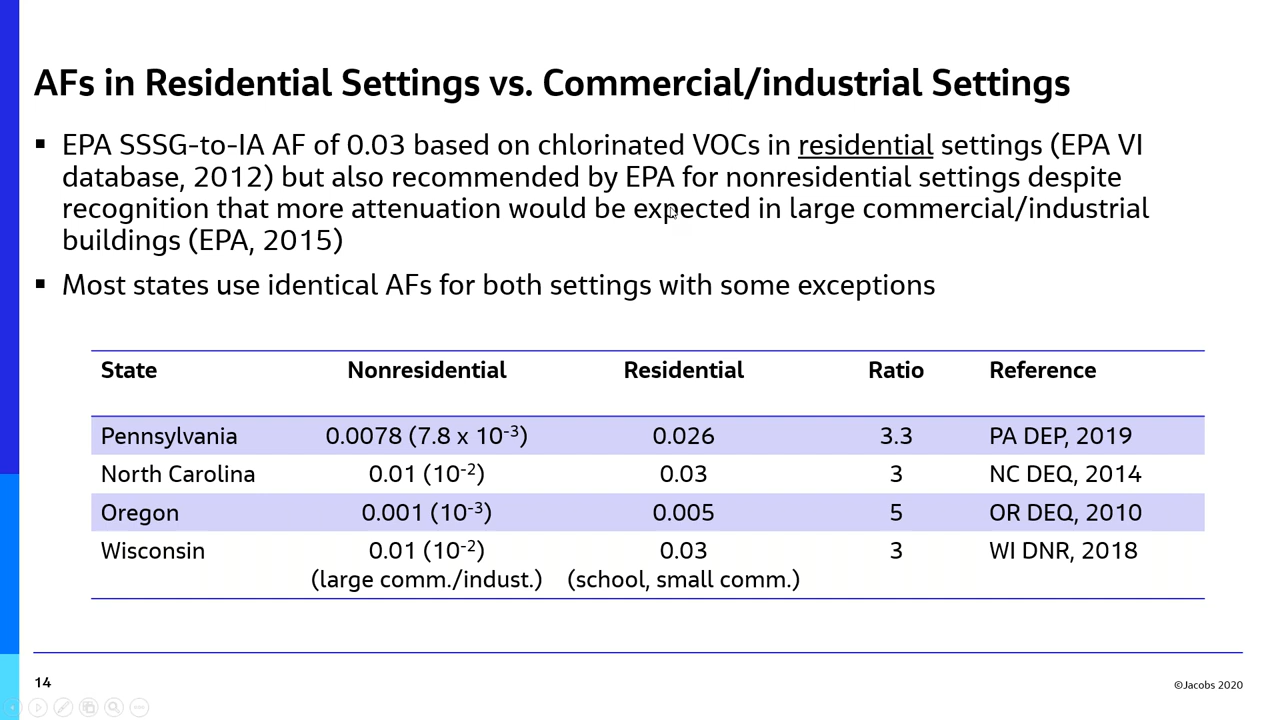 AFs in Residential Settings vs. Commercial/industrial Settings
▪ EPA SSSG-to-IA AF of 0.03 based on chlorinated VOCs in residential settings (EPA VI
database, 2012) but also recommended by EPA for nonresidential settings despite
recognition that more attenuation would be expected in large commercial/industrial
buildings (EPA, 2015)
▪ Most states use identical AFs for both settings with some exceptions
State Nonresidential Residential Ratio Reference
Pennsylvania 0.0078 (7.8 x 10⁻³) 0.026 3.3 PA DEP, 2019
North Carolina 0.01 (10⁻²) 0.03 3 NC DEQ, 2014
Oregon 0.001 (10⁻³) 0.005 5 OR DEQ, 2010
Wisconsin 0.01 (10⁻²) 0.03 3 WI DNR, 2018
(large comm./indust.) (school, small comm.)
14
©Jacobs 2020